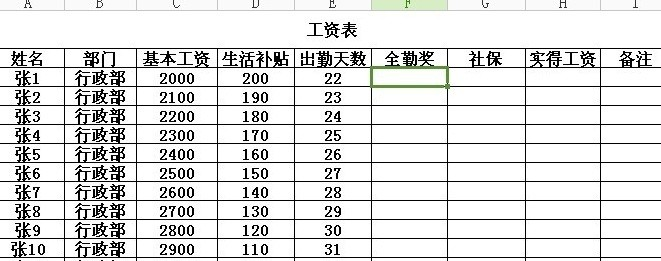 A B C D E F G H I
工资表
姓名 部门 基本工资 生活补贴 出勤天数 全勤奖 社保 实得工资 备注
张1 行政部 2000 200 22
张2 行政部 2100 190 23
张3 行政部 2200 180 24
张4 行政部 2300 170 25
张5 行政部 2400 160 26
张6 行政部 2500 150 27
张7 行政部 2600 140 28
张8 行政部 2700 130 29
张9 行政部 2800 120 30
张10 行政部 2900 110 31